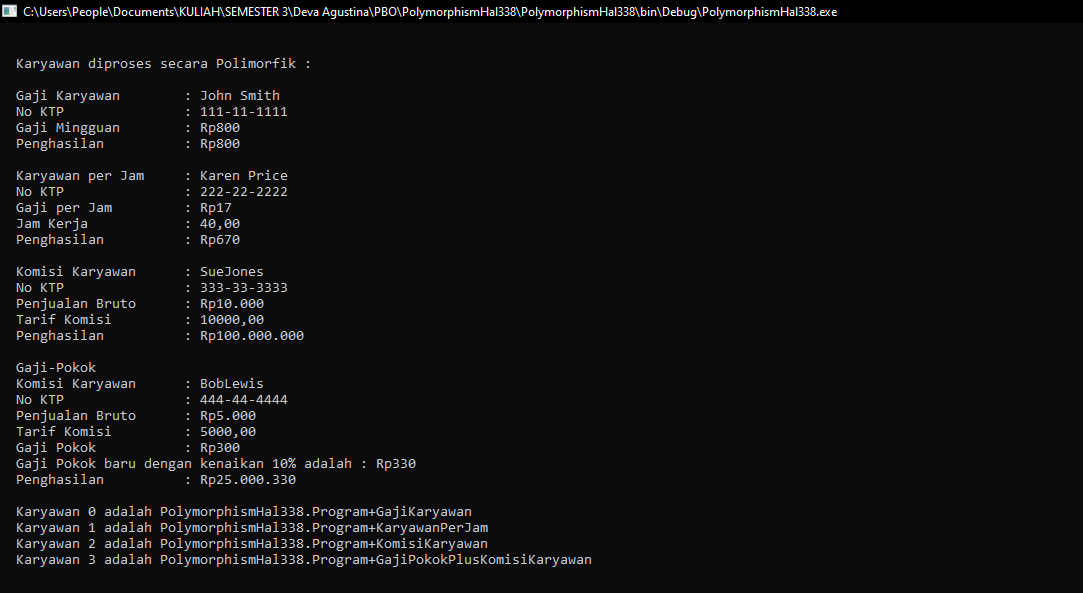 C:\Users\People\Documents\KULIAH\SEMESTER 3\Deva Agustina\PBO\PolymorphismHal338\PolymorphismHal338\bin\Debug\PolymorphismHal338.exe
Karyawan diproses secara Polimorfik :
Gaji Karyawan : John Smith
No KTP : 111-11-1111
Gaji Mingguan : Rp800
Penghasilan : Rp800
Karyawan per Jam : Karen Price
No KTP : 222-22-2222
Gaji per Jam : Rp17
Jam Kerja : 40,00
Penghasilan : Rp670
Komisi Karyawan : SueJones
No KTP : 333-33-3333
Penjualan Bruto : Rp10.000
Tarif Komisi : 10000,00
Penghasilan : Rp100.000.000
Gaji-Pokok
Komisi Karyawan : BobLewis
No KTP : 444-44-4444
Penjualan Bruto : Rp5.000
Tarif Komisi : 5000,00
Gaji Pokok : Rp300
Gaji Pokok baru dengan kenaikan 10% adalah : Rp330
Penghasilan : Rp25.000.330
Karyawan 0 adalah PolymorphismHal338.Program+GajiKaryawan
Karyawan 1 adalah PolymorphismHal338.Program+KaryawanPerJam
Karyawan 2 adalah PolymorphismHal338.Program+KomisiKaryawan
Karyawan 3 adalah PolymorphismHal338.Program+GajiPokokPlusKomisiKaryawan